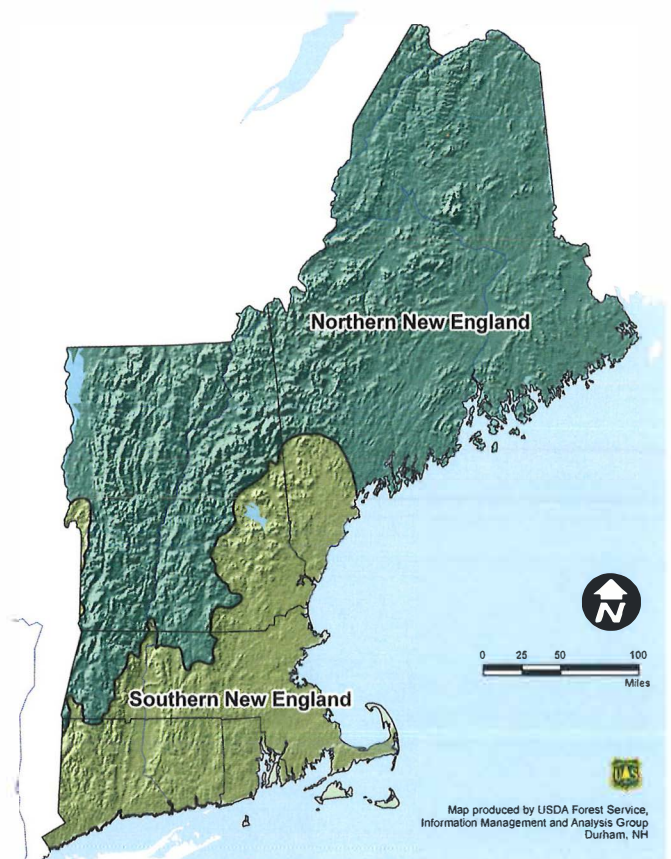 Northern New England
N
0 25 50 100
Miles
Southern New England
UAS
Map produced by USDA Forest Service,
Information Management and Analysis Group
Durham, NH